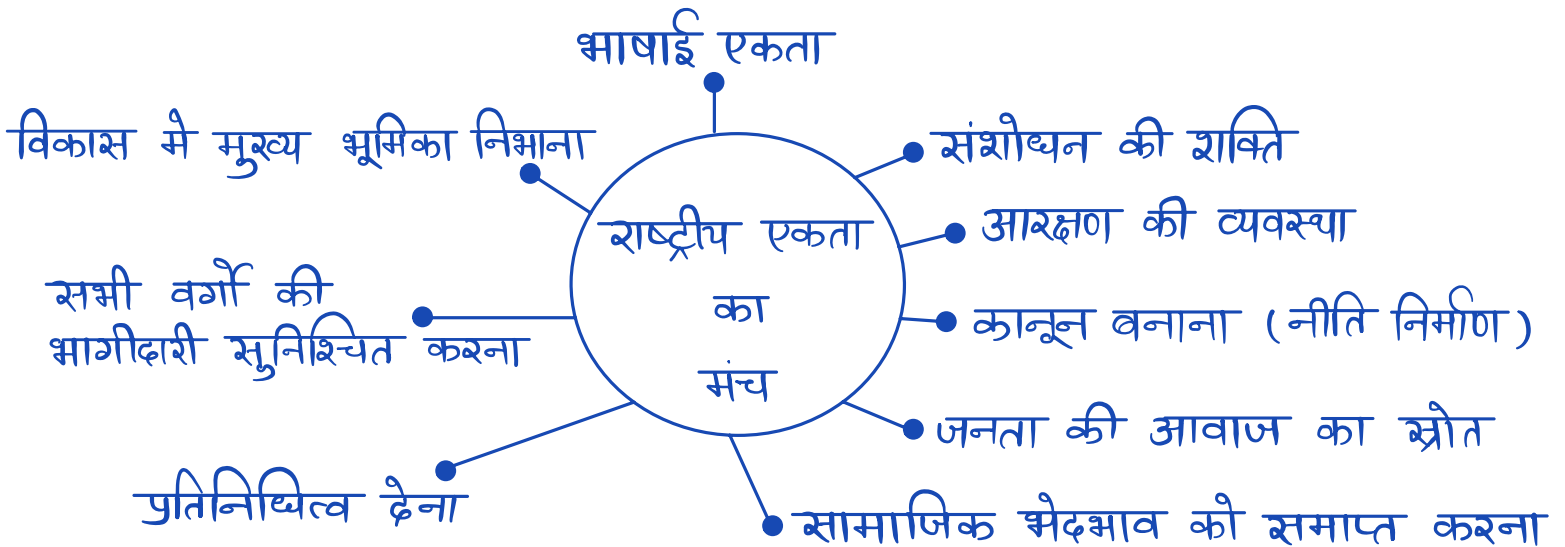 भाषाई एकता
विकास मे मुख्य भूमिका निभाना
संशोधन की शक्ति
राष्ट्रीय एकता
का
मंच
आरक्षण की व्यवस्था
सभी वर्गो की
भागीदारी सुनिश्चित करना
कानून बनाना (नीति निर्माण)
जनता की आवाज का स्रोत
प्रतिनिधित्व देना
सामाजिक भेदभाव को समाप्त करना